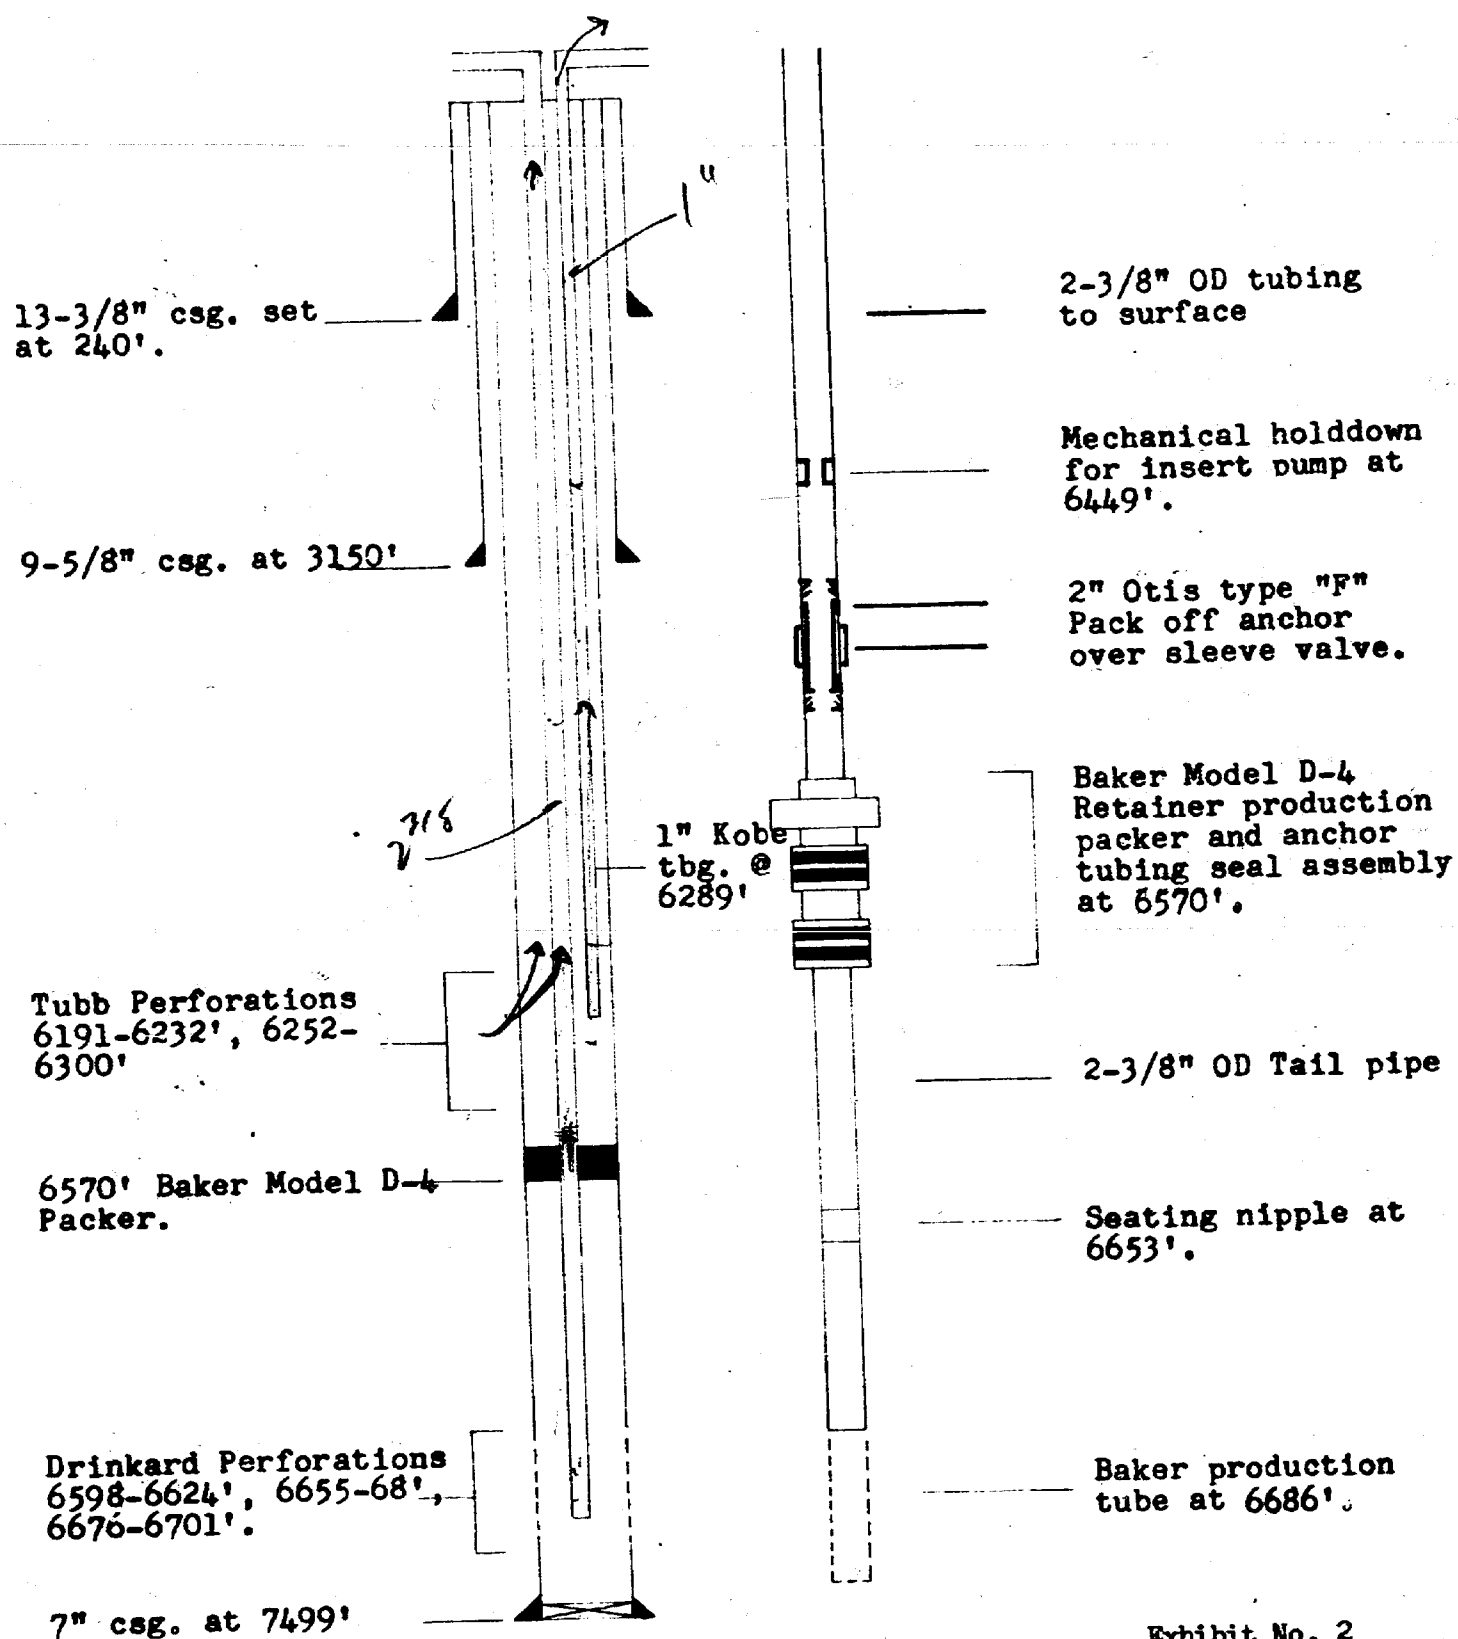 1"
13-3/8" csg. set
at 240'.
9-5/8" csg. at 3150'
2 3/8
1" Kobe
tbg. @
6289'
Tubb Perforations
6191-6232', 6252-
6300'
6570' Baker Model D-4
Packer.
Drinkard Perforations
6598-6624', 6655-68',
6676-6701'.
7" csg. at 7499'
2-3/8" OD tubing
to surface
Mechanical holddown
for insert pump at
6449'.
2" Otis type "F"
Pack off anchor
over sleeve valve.
Baker Model D-4
Retainer production
packer and anchor
tubing seal assembly
at 6570'.
2-3/8" OD Tail pipe
Seating nipple at
6653'.
Baker production
tube at 6686'.
Exhibit No. 2